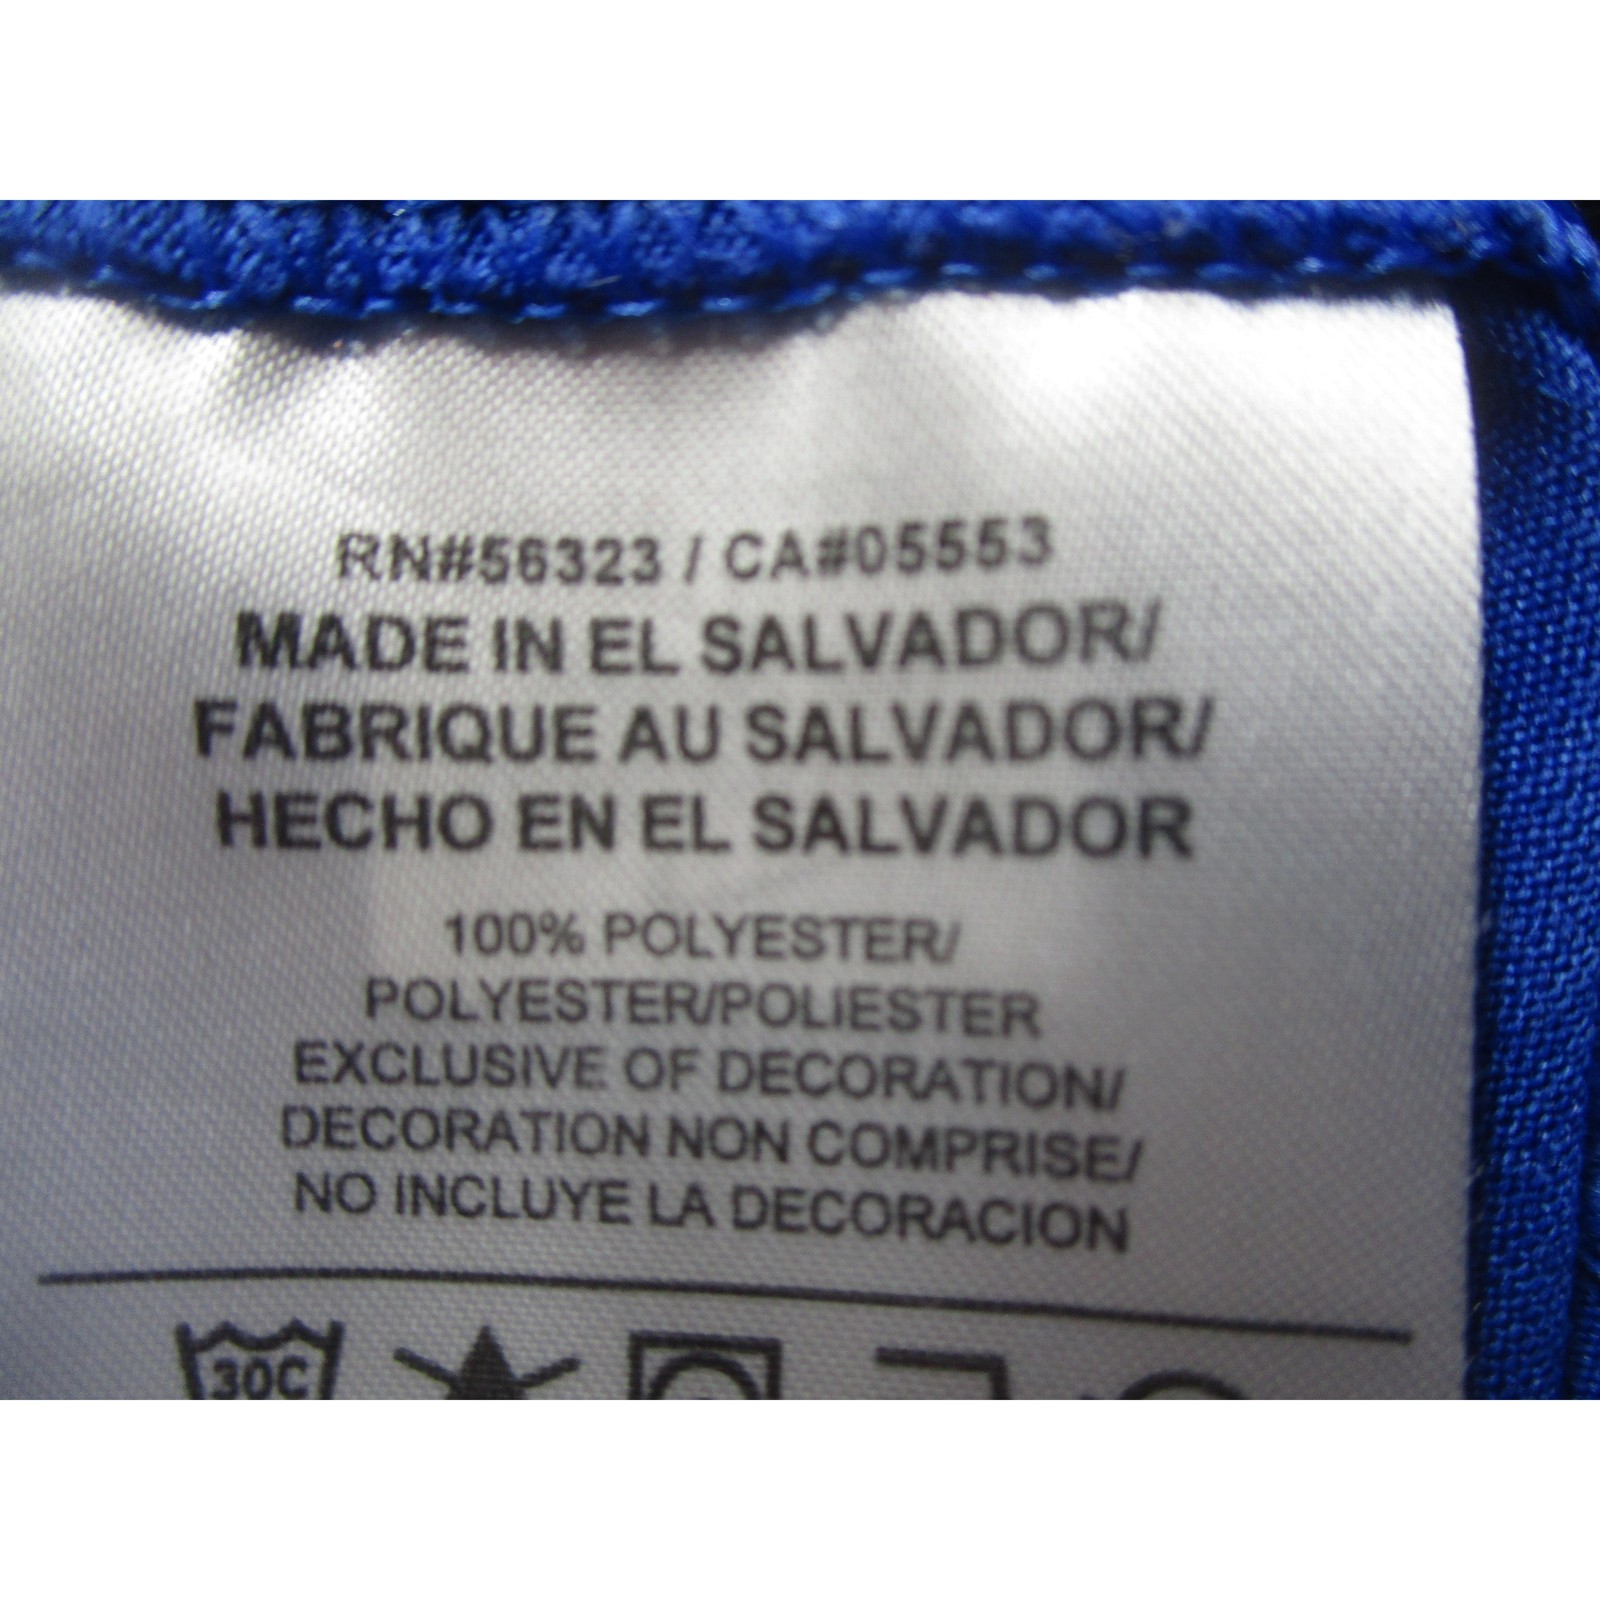 RN#56323 / CA#05553
MADE IN EL SALVADOR/
FABRIQUE AU SALVADOR/
HECHO EN EL SALVADOR
100% POLYESTER/
POLYESTER/POLIESTER
EXCLUSIVE OF DECORATION/
DECORATION NON COMPRISE/
NO INCLUYE LA DECORACION
30C